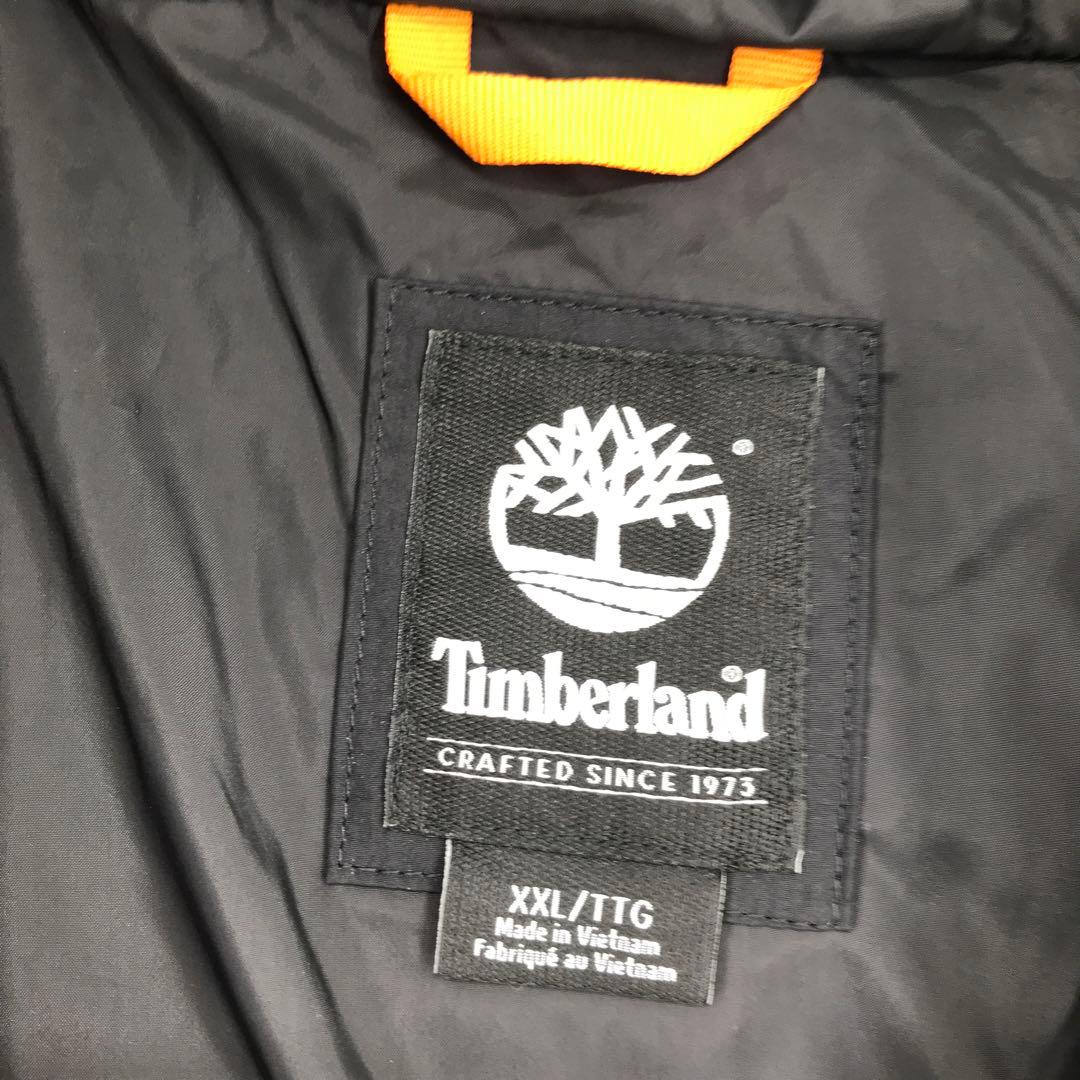 ®
Timberland®
CRAFTED SINCE 1973
XXL/TTG
Made in Vietnam
Fabriqué au Vietnam